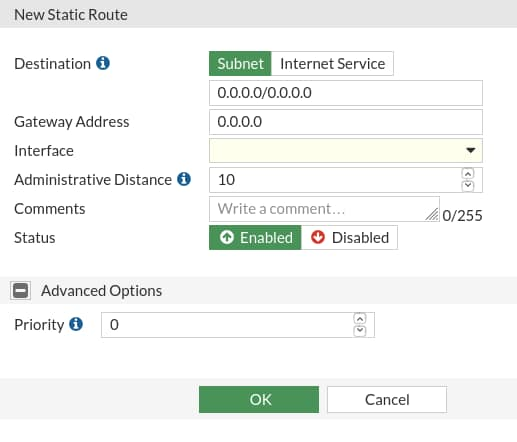 New Static Route
Destination Subnet Internet Service
0.0.0.0/0.0.0.0
Gateway Address 0.0.0.0
Interface
Administrative Distance 10
Comments Write a comment... 0/255
Status Enabled Disabled
Advanced Options
Priority 0
OK Cancel